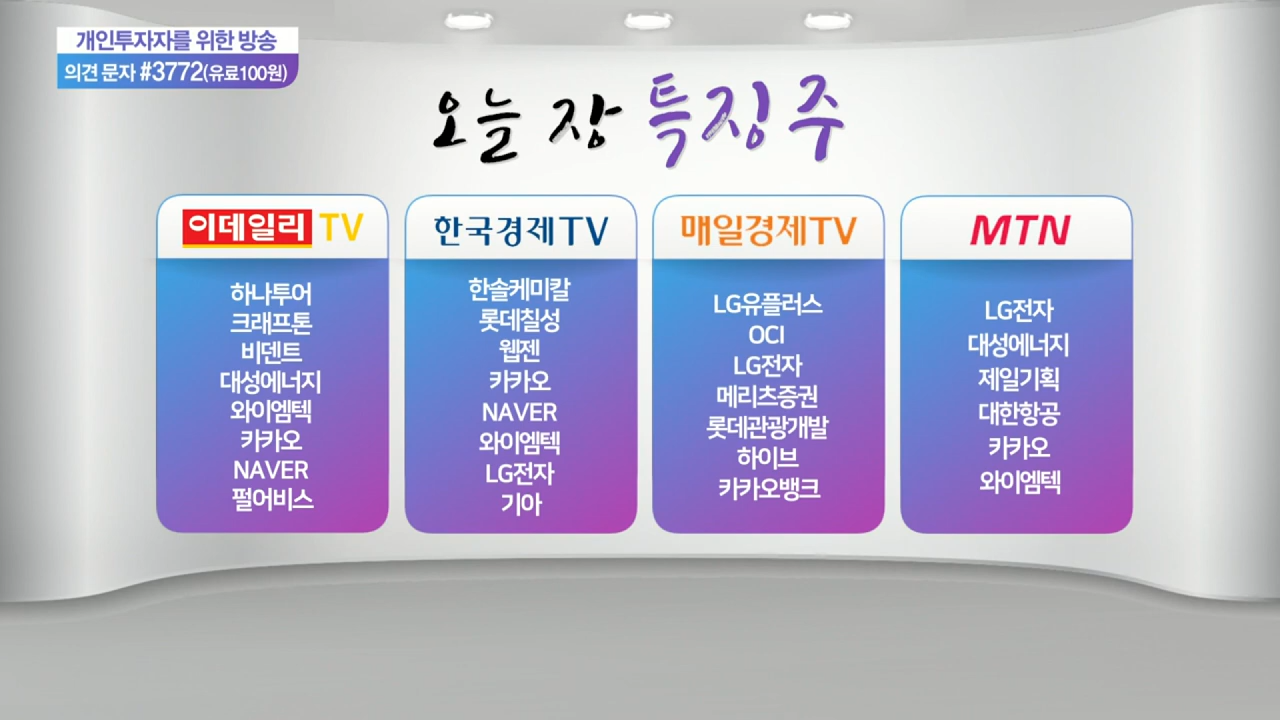 개인투자자를 위한 방송
의견 문자 #3772(유료100원)
오늘 장 특징주
이데일리 TV
하나투어
크래프톤
비덴트
대성에너지
와이엠텍
카카오
NAVER
펄어비스
한국경제TV
한솔케미칼
롯데칠성
웹젠
카카오
NAVER
와이엠텍
LG전자
기아
매일경제TV
LG유플러스
OCI
LG전자
메리츠증권
롯데관광개발
하이브
카카오뱅크
MTN
LG전자
대성에너지
제일기획
대한항공
카카오
와이엠텍